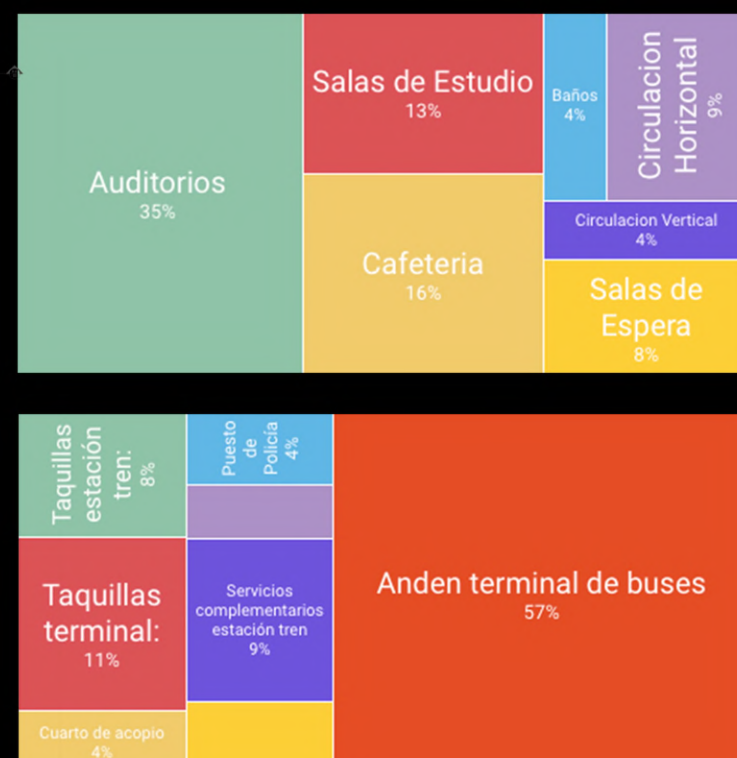 Auditorios
35%
Salas de Estudio
13%
Cafeteria
16%
Baños
4%
Circulacion
Horizontal
9%
Circulacion Vertical
4%
Salas de
Espera
8%
Taquillas
estación
tren:
8%
Taquillas
terminal:
11%
Cuarto de acopio
4%
Puesto
de
Policía
4%
Servicios
complementarios
estación tren
9%
Anden terminal de buses
57%